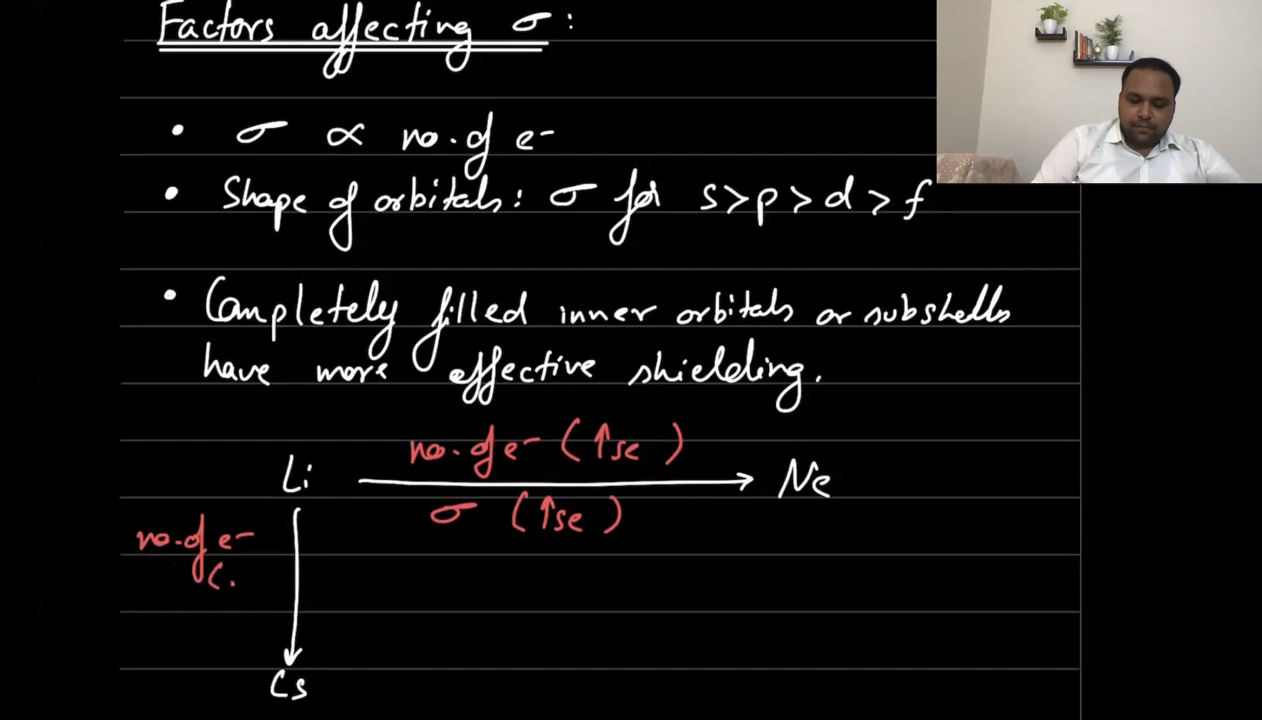 Factors affecting σ :
• σ ∝ no. of e-
• Shape of orbitals: σ for s > p > d > f
• Completely filled inner orbitals or subshells
have more effective shielding.
no. of e- (↑se)
Li → Ne
σ (↑se)
no. of e-
(.
Cs